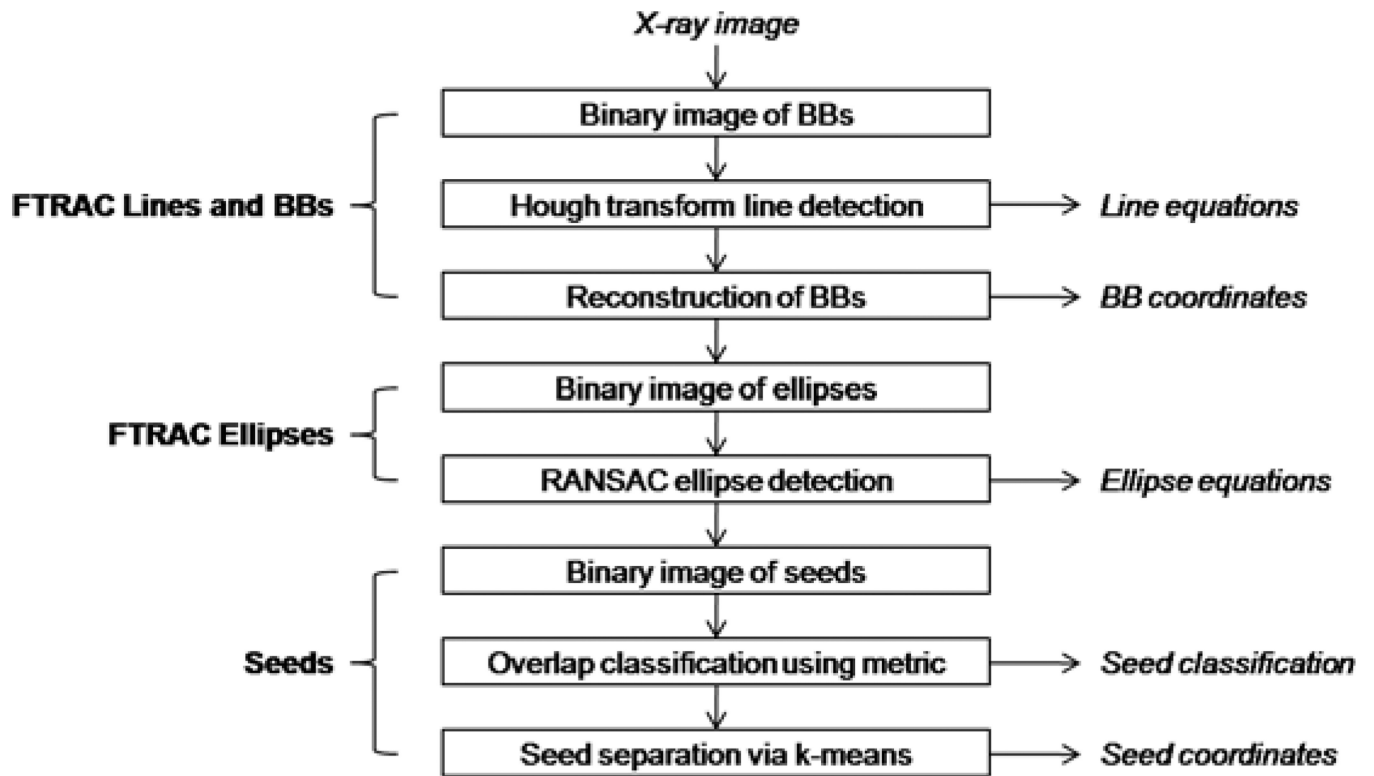 X-ray image
Binary image of BBs
FTRAC Lines and BBs
Hough transform line detection
Line equations
Reconstruction of BBs
BB coordinates
Binary image of ellipses
FTRAC Ellipses
RANSAC ellipse detection
Ellipse equations
Binary image of seeds
Seeds
Overlap classification using metric
Seed classification
Seed separation via k-means
Seed coordinates